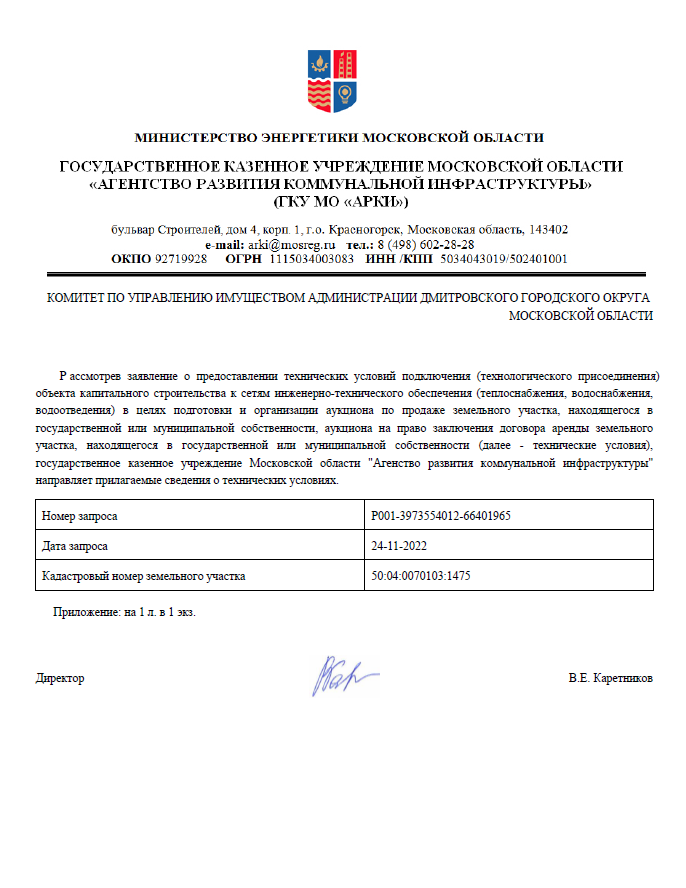 МИНИСТЕРСТВО ЭНЕРГЕТИКИ МОСКОВСКОЙ ОБЛАСТИ
ГОСУДАРСТВЕННОЕ КАЗЕННОЕ УЧРЕЖДЕНИЕ МОСКОВСКОЙ ОБЛАСТИ
«АГЕНТСТВО РАЗВИТИЯ КОММУНАЛЬНОЙ ИНФРАСТРУКТУРЫ»
(ГКУ МО «АРКИ»)
бульвар Строителей, дом 4, корп. 1, г.о. Красногорск, Московская область, 143402
e-mail: arki@mosreg.ru тел.: 8 (498) 602-28-28
ОКПО 92719928 ОГРН 1115034003083 ИНН /КПП 5034043019/502401001
КОМИТЕТ ПО УПРАВЛЕНИЮ ИМУЩЕСТВОМ АДМИНИСТРАЦИИ ДМИТРОВСКОГО ГОРОДСКОГО ОКРУГА
МОСКОВСКОЙ ОБЛАСТИ
Рассмотрев заявление о предоставлении технических условий подключения (технологического присоединения)
объекта капитального строительства к сетям инженерно-технического обеспечения (теплоснабжения, водоснабжения,
водоотведения) в целях подготовки и организации аукциона по продаже земельного участка, находящегося в
государственной или муниципальной собственности, аукциона на право заключения договора аренды земельного
участка, находящегося в государственной или муниципальной собственности (далее - технические условия),
государственное казенное учреждение Московской области "Агенство развития коммунальной инфраструктуры"
направляет прилагаемые сведения о технических условиях.
Номер запроса P001-3973554012-66401965
Дата запроса 24-11-2022
Кадастровый номер земельного участка 50:04:0070103:1475
Приложение: на 1 л. в 1 экз.
Директор В.Е. Каретников